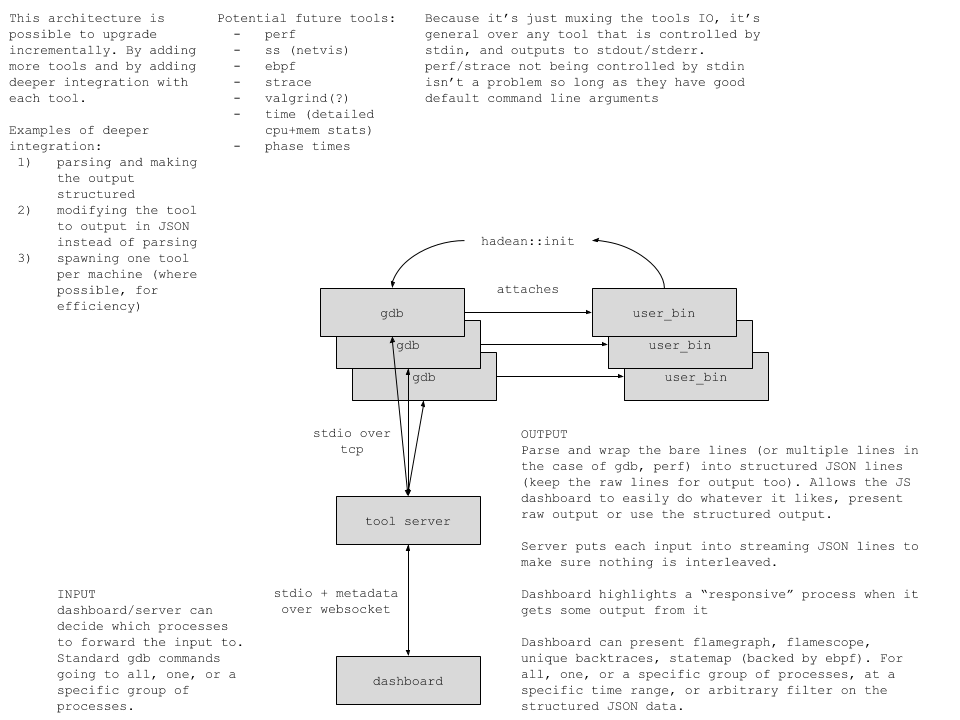 This architecture is
possible to upgrade
incrementally. By adding
more tools and by adding
deeper integration with
each tool.
Examples of deeper
integration:
1) parsing and making
the output
structured
2) modifying the tool
to output in JSON
instead of parsing
3) spawning one tool
per machine (where
possible, for
efficiency)
Potential future tools:
- perf
- ss (netvis)
- ebpf
- strace
- valgrind(?)
- time (detailed
cpu+mem stats)
- phase times
Because it’s just muxing the tools IO, it’s
general over any tool that is controlled by
stdin, and outputs to stdout/stderr.
perf/strace not being controlled by stdin
isn’t a problem so long as they have good
default command line arguments
hadean::init
attaches
gdb
user_bin
gdb
user_bin
gdb
user_bin
stdio over
tcp
tool server
stdio + metadata
over websocket
dashboard
INPUT
dashboard/server can
decide which processes
to forward the input to.
Standard gdb commands
going to all, one, or a
specific group of
processes.
OUTPUT
Parse and wrap the bare lines (or multiple lines in
the case of gdb, perf) into structured JSON lines
(keep the raw lines for output too). Allows the JS
dashboard to easily do whatever it likes, present
raw output or use the structured output.
Server puts each input into streaming JSON lines to
make sure nothing is interleaved.
Dashboard highlights a “responsive” process when it
gets some output from it
Dashboard can present flamegraph, flamescope,
unique backtraces, statemap (backed by ebpf). For
all, one, or a specific group of processes, at a
specific time range, or arbitrary filter on the
structured JSON data.